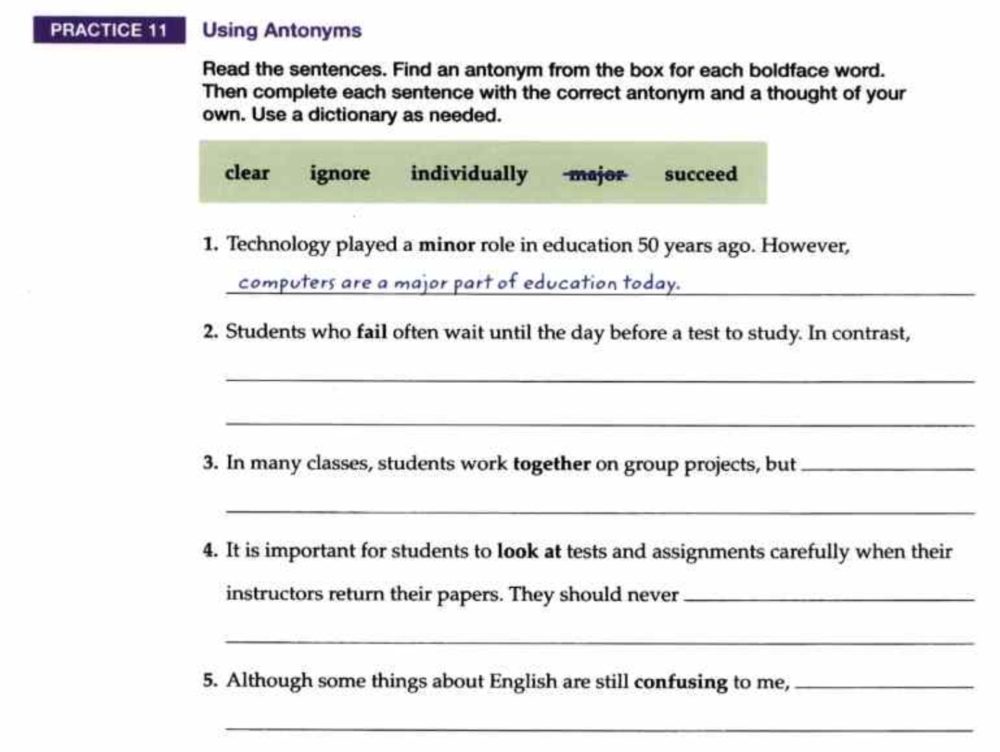 PRACTICE 11 Using Antonyms
Read the sentences. Find an antonym from the box for each boldface word.
Then complete each sentence with the correct antonym and a thought of your
own. Use a dictionary as needed.
clear ignore individually major succeed
1. Technology played a minor role in education 50 years ago. However,
computers are a major part of education today.
2. Students who fail often wait until the day before a test to study. In contrast,
3. In many classes, students work together on group projects, but
4. It is important for students to look at tests and assignments carefully when their
instructors return their papers. They should never
5. Although some things about English are still confusing to me,